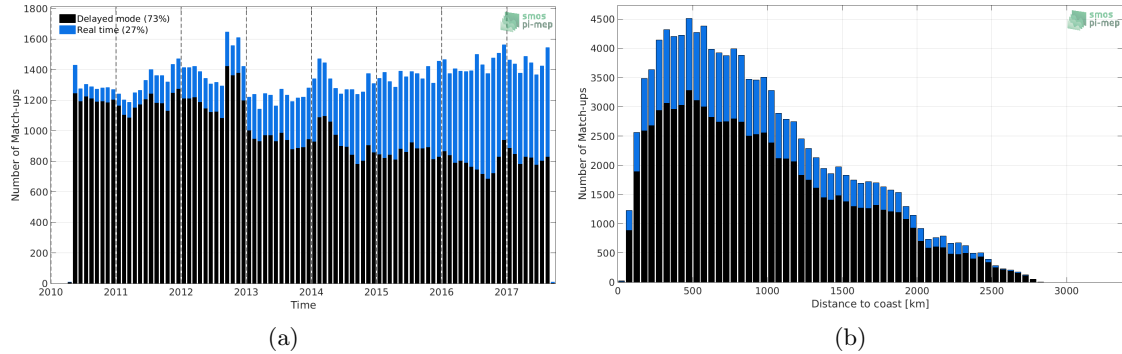 Delayed mode (73%)
Real time (27%)
smos
pi-mep
Number of Match-ups
1800
1600
1400
1200
1000
800
600
400
200
0
2010 2011 2012 2013 2014 2015 2016 2017
Time
(a)
smos
pi-mep
Number of Match-ups
4500
4000
3500
3000
2500
2000
1500
1000
500
0
0 500 1000 1500 2000 2500 3000
Distance to coast [km]
(b)